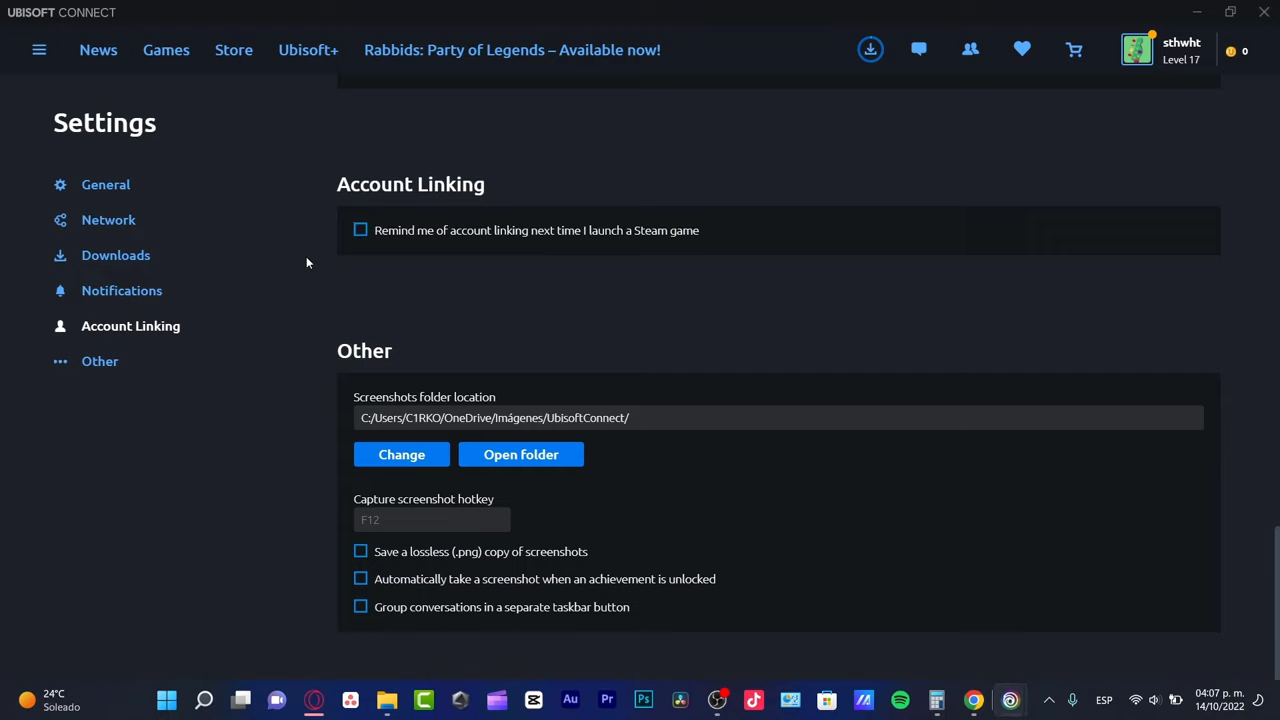 UBISOFT CONNECT
News Games Store Ubisoft+ Rabbids: Party of Legends – Available now!
sthwht
Level 17
0
Settings
General
Network
Downloads
Notifications
Account Linking
Other
Account Linking
Remind me of account linking next time I launch a Steam game
Other
Screenshots folder location
C:/Users/C1RKO/OneDrive/Imágenes/UbisoftConnect/
Change Open folder
Capture screenshot hotkey
F12
Save a lossless (.png) copy of screenshots
Automatically take a screenshot when an achievement is unlocked
Group conversations in a separate taskbar button
24°C
Soleado
C
Au
Pr
Ps
ESP
04:07 p. m.
14/10/2022